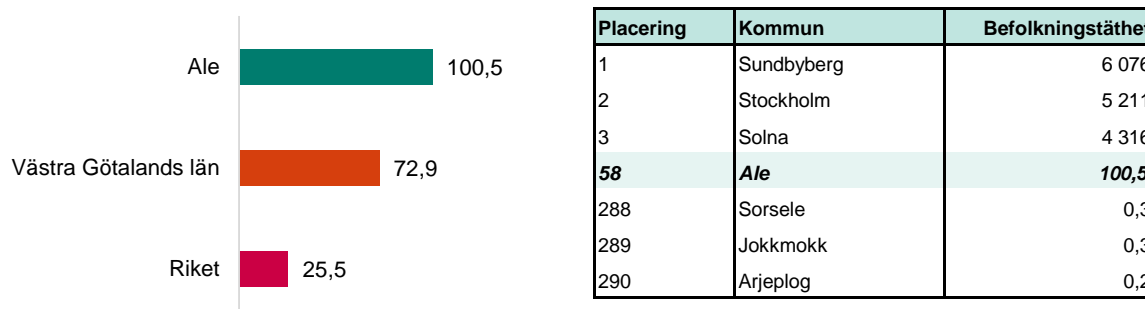 Ale 100,5
Västra Götalands län 72,9
Riket 25,5
Placering Kommun Befolkningstäthet
1 Sundbyberg 6 076
2 Stockholm 5 211
3 Solna 4 316
58 Ale 100,5
288 Sorsele 0,3
289 Jokkmokk 0,3
290 Arjeplog 0,2